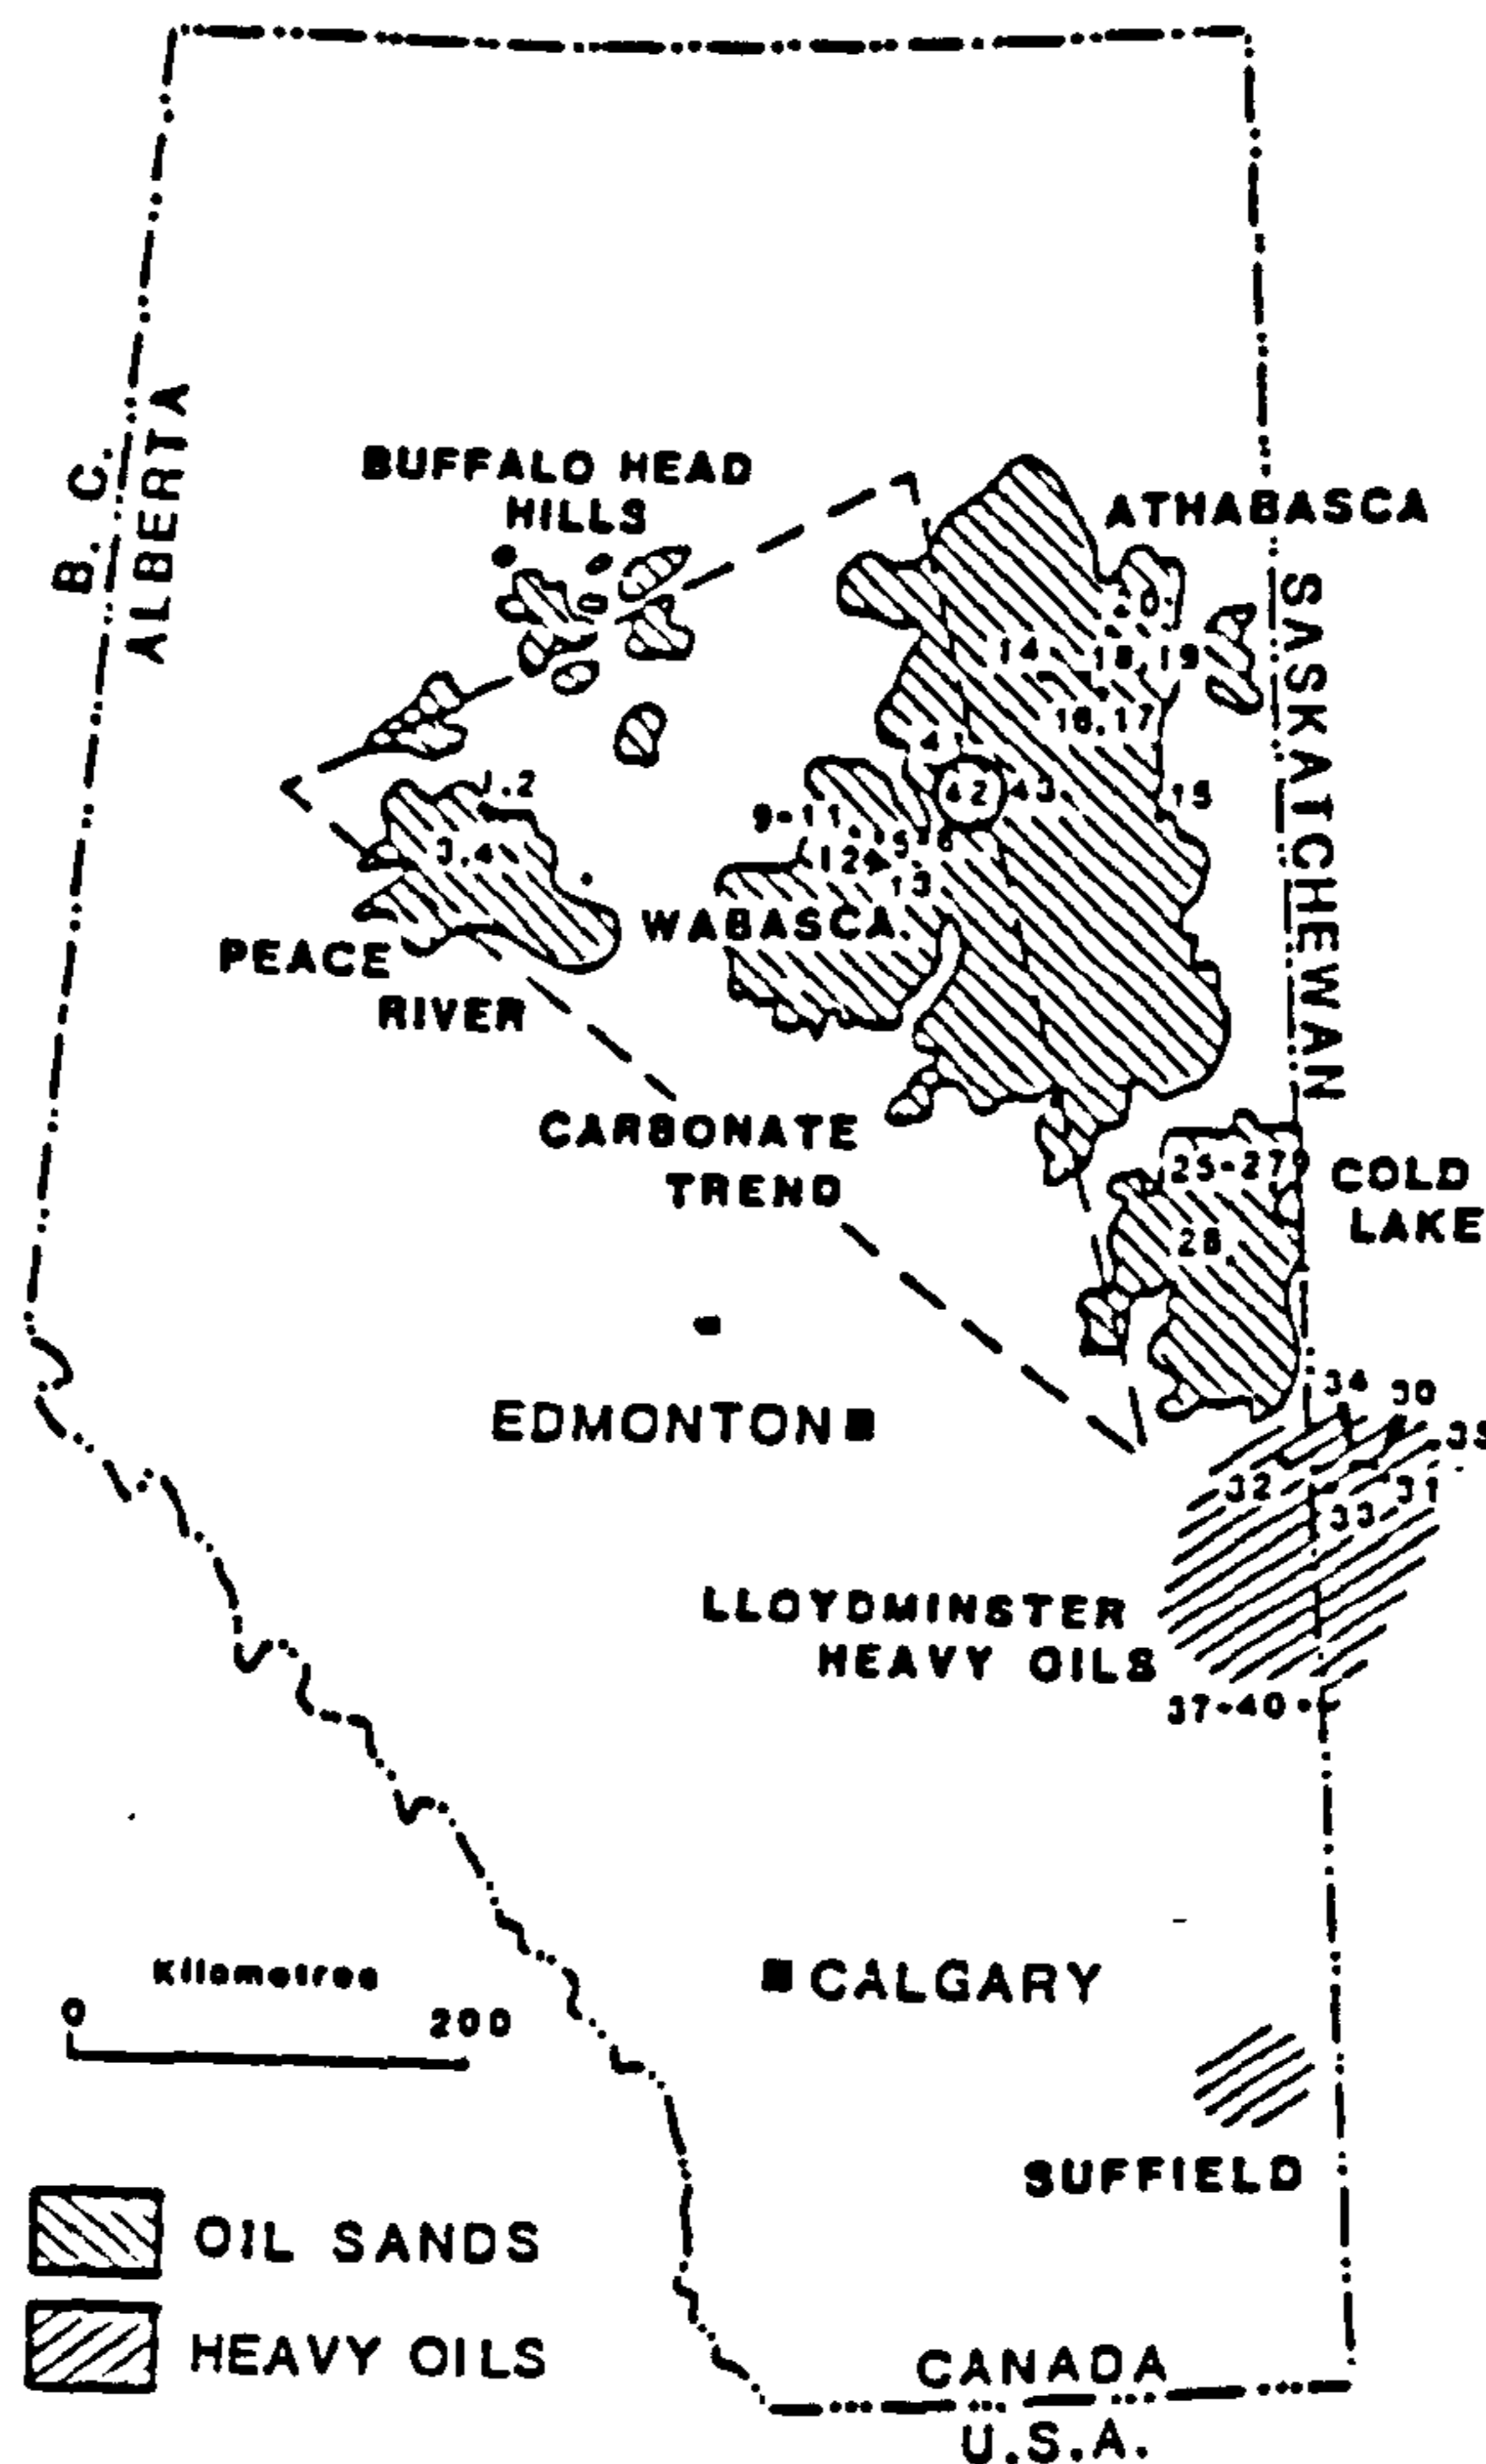 B. C.
ALBERTA
BUFFALO HEAD
HILLS
ATHABASCA
SASKATCHEWAN
14
18,19
16,17
41
42
43
15
1,2
3,4
9-11
5-6
12
13
WABASCA
PEACE
RIVER
CARBONATE
TREND
25-27
COLD
LAKE
28
EDMONTON
34
30
32
31
33
LLOYDMINSTER
HEAVY OILS
37-40
Kilometres
0
200
CALGARY
SUFFIELD
OIL SANDS
HEAVY OILS
CANADA
U.S.A.